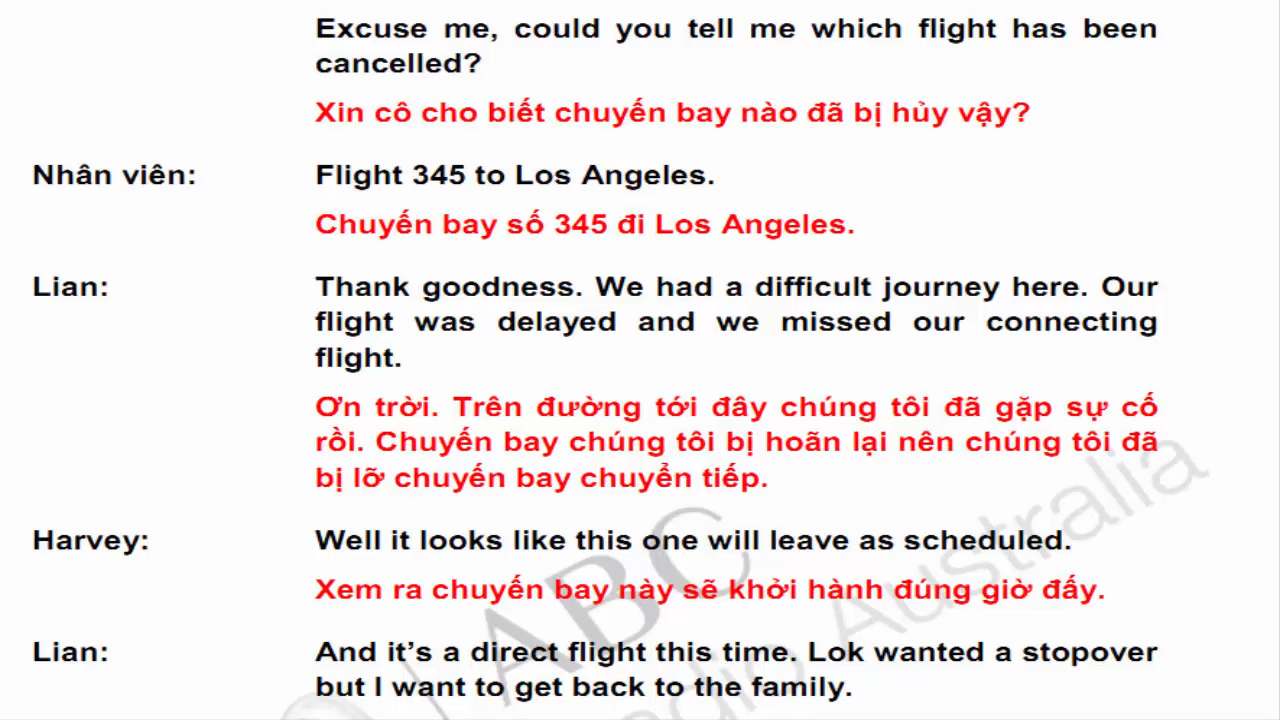 Excuse me, could you tell me which flight has been
cancelled?
Xin cô cho biết chuyến bay nào đã bị hủy vậy?
Nhân viên: Flight 345 to Los Angeles.
Chuyến bay số 345 đi Los Angeles.
Lian: Thank goodness. We had a difficult journey here. Our
flight was delayed and we missed our connecting
flight.
Ơn trời. Trên đường tới đây chúng tôi đã gặp sự cố
rồi. Chuyến bay chúng tôi bị hoãn lại nên chúng tôi đã
bị lỡ chuyến bay chuyển tiếp.
Harvey: Well it looks like this one will leave as scheduled.
Xem ra chuyến bay này sẽ khởi hành đúng giờ đấy.
Lian: And it’s a direct flight this time. Lok wanted a stopover
but I want to get back to the family.
ABC
Australia